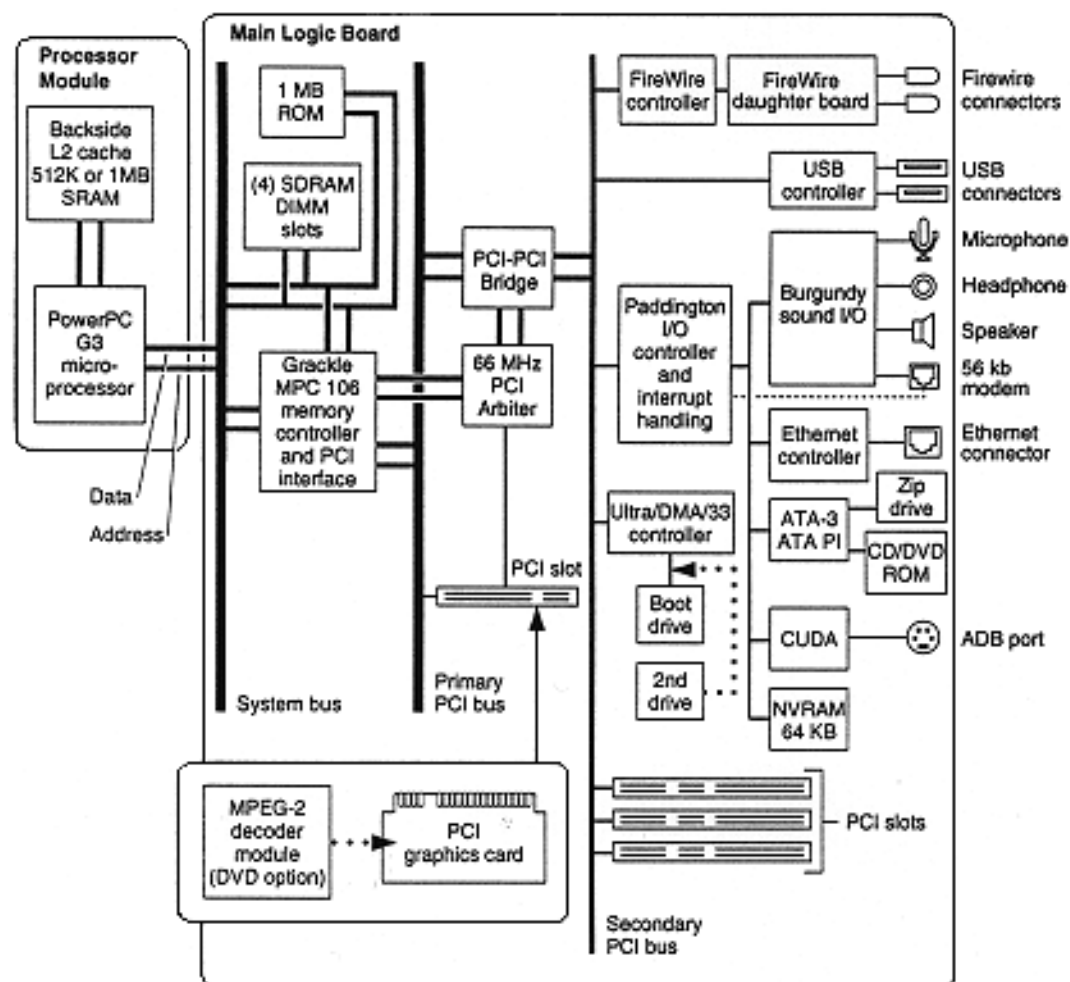 Main Logic Board
Processor
Module
Backside
L2 cache
512K or 1MB
SRAM
PowerPC
G3
micro-
processor
Data
Address
1 MB
ROM
(4) SDRAM
DIMM
slots
Grackle
MPC 106
memory
controller
and PCI
interface
System bus
PCI-PCI
Bridge
66 MHz
PCI
Arbiter
PCI slot
Primary
PCI bus
MPEG-2
decoder
module
(DVD option)
PCI
graphics card
FireWire
controller
FireWire
daughter board
Firewire
connectors
USB
controller
USB
connectors
Paddington
I/O
controller
and
interrupt
handling
Burgundy
sound I/O
Microphone
Headphone
Speaker
56 kb
modem
Ethernet
controller
Ethernet
connector
Ultra/DMA/33
controller
Boot
drive
2nd
drive
ATA-3
ATA PI
Zip
drive
CD/DVD
ROM
CUDA
ADB port
NVRAM
64 KB
PCI slots
Secondary
PCI bus